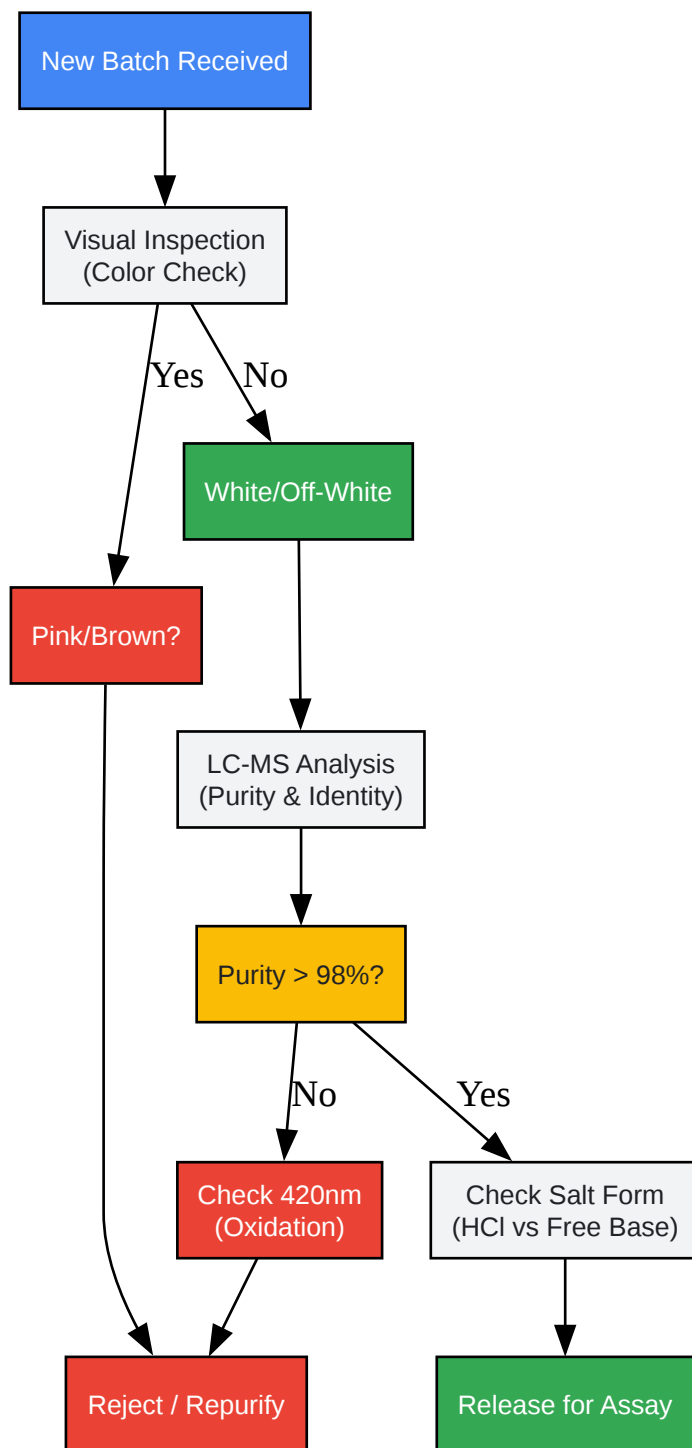 New Batch Received
Visual Inspection
(Color Check)
Yes
No
White/Off-White
Pink/Brown?
LC-MS Analysis
(Purity & Identity)
Purity > 98%?
No
Yes
Check 420nm
(Oxidation)
Check Salt Form
(HCl vs Free Base)
Reject / Repurify
Release for Assay